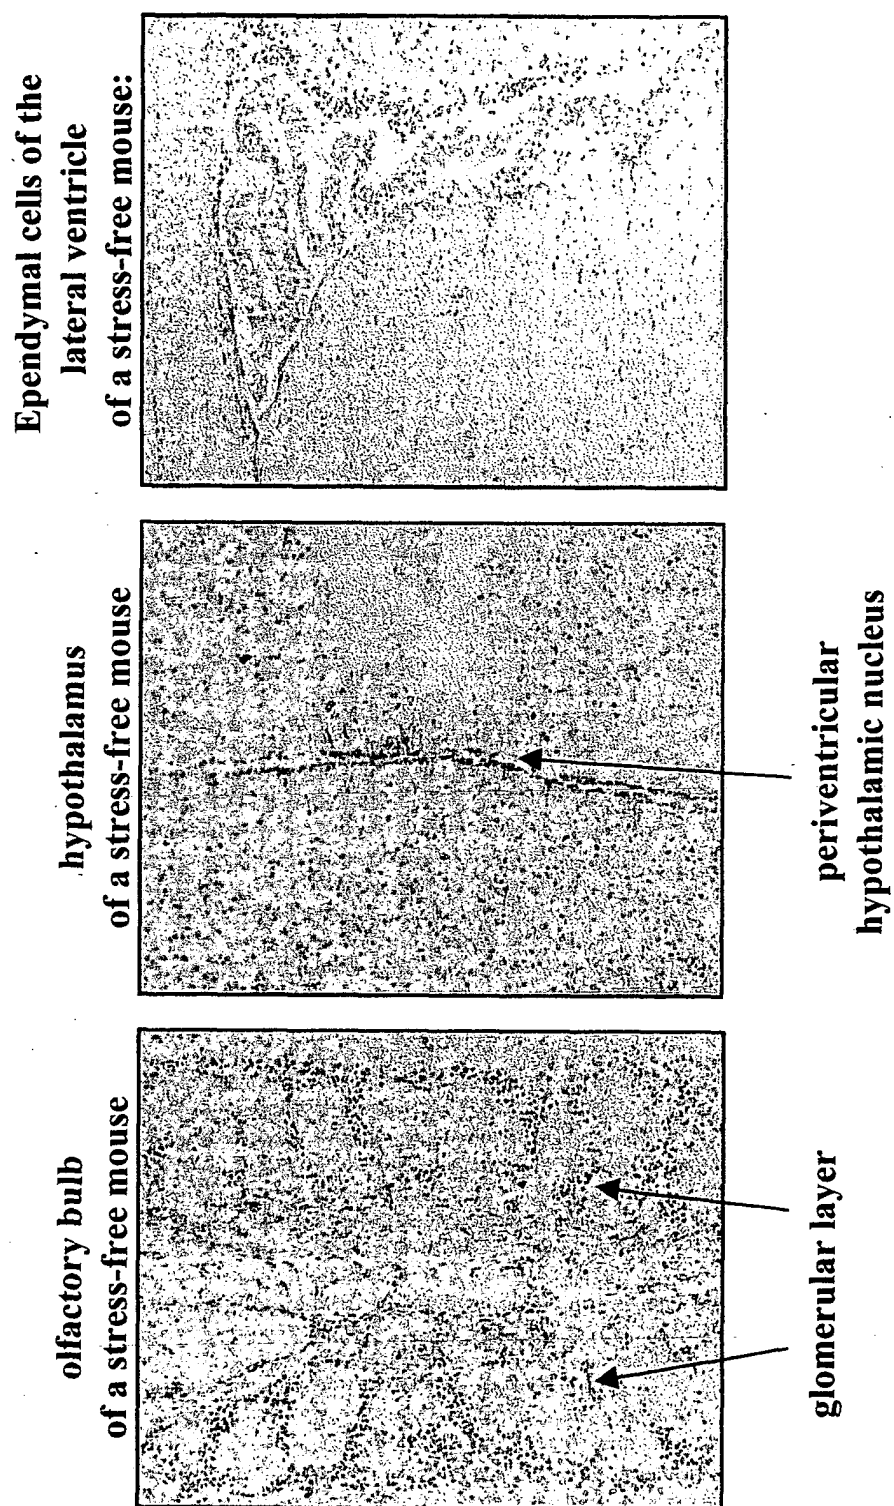 olfactory bulb
of a stress-free mouse
hypothalamus
of a stress-free mouse
Ependymal cells of the
lateral ventricle
of a stress-free mouse:
glomerular layer
periventricular
hypothalamic nucleus